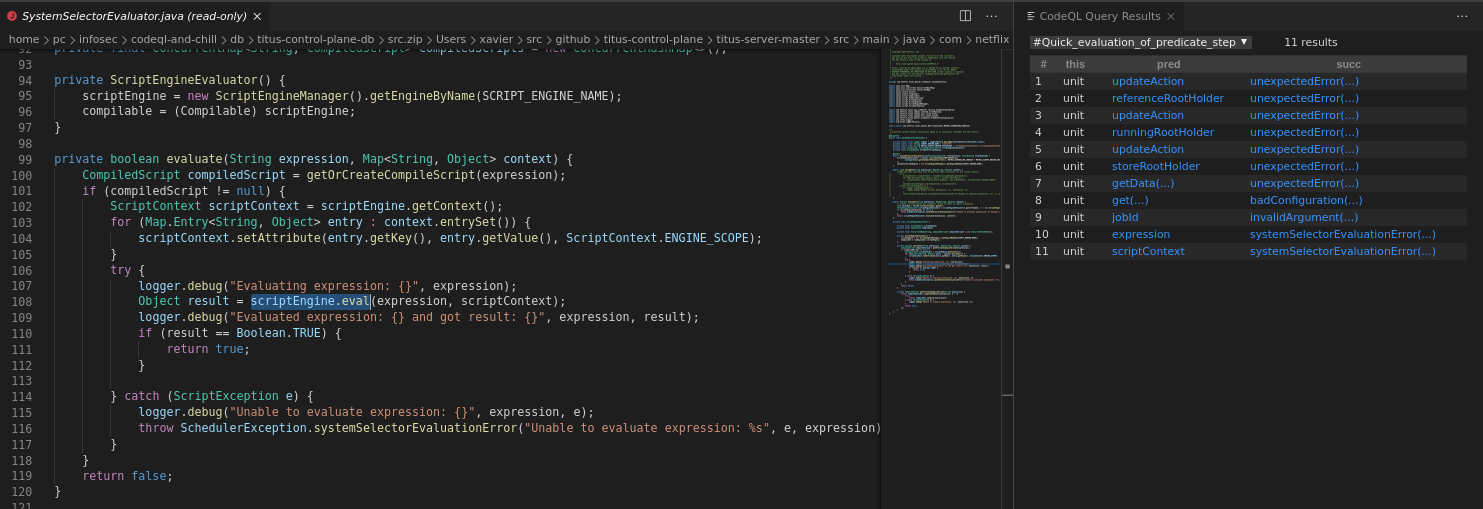 SystemSelectorEvaluator.java (read-only) ×
home > pc > infosec > codeql-and-chill > db > titus-control-plane-db > src.zip > Users > xavier > src > github > titus-control-plane > titus-server-master > src > main > java > com > netflix
92 private final ConcurrentMap<String, CompiledScript> compiledScripts = new ConcurrentHashMap<>();
93
94 private ScriptEngineEvaluator() {
95 scriptEngine = new ScriptEngineManager().getEngineByName(SCRIPT_ENGINE_NAME);
96 compilable = (Compilable) scriptEngine;
97 }
98
99 private boolean evaluate(String expression, Map<String, Object> context) {
100 CompiledScript compiledScript = getOrCreateCompileScript(expression);
101 if (compiledScript != null) {
102 ScriptContext scriptContext = scriptEngine.getContext();
103 for (Map.Entry<String, Object> entry : context.entrySet()) {
104 scriptContext.setAttribute(entry.getKey(), entry.getValue(), ScriptContext.ENGINE_SCOPE);
105 }
106 try {
107 logger.debug("Evaluating expression: {}", expression);
108 Object result = scriptEngine.eval(expression, scriptContext);
109 logger.debug("Evaluated expression: {} and got result: {}", expression, result);
110 if (result == Boolean.TRUE) {
111 return true;
112 }
113
114 } catch (ScriptException e) {
115 logger.debug("Unable to evaluate expression: {}", expression, e);
116 throw SchedulerException.systemSelectorEvaluationError("Unable to evaluate expression: %s", e, expression)
117 }
118 }
119 return false;
120 }
121
CodeQL Query Results ×
#Quick_evaluation_of_predicate_step ▼ 11 results
# this pred succ
1 unit updateAction unexpectedError(...)
2 unit referenceRootHolder unexpectedError(...)
3 unit updateAction unexpectedError(...)
4 unit runningRootHolder unexpectedError(...)
5 unit updateAction unexpectedError(...)
6 unit storeRootHolder unexpectedError(...)
7 unit getData(...) unexpectedError(...)
8 unit get(...) badConfiguration(...)
9 unit jobId invalidArgument(...)
10 unit expression systemSelectorEvaluationError(...)
11 unit scriptContext systemSelectorEvaluationError(...)